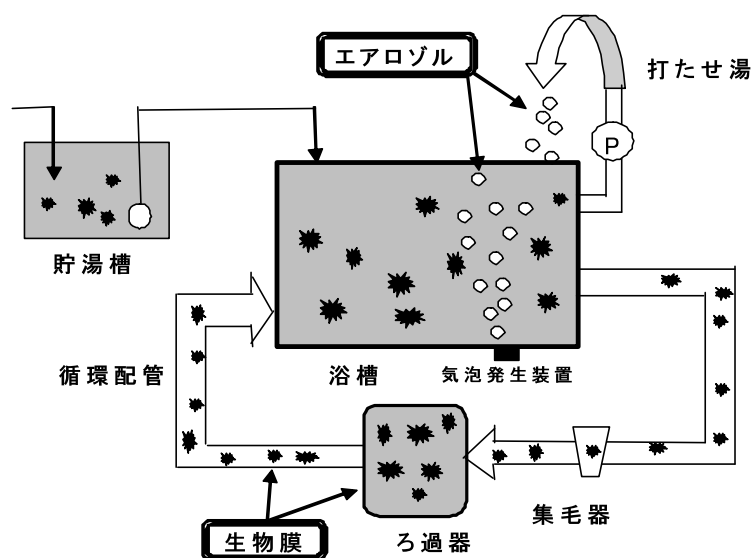 エアロゾル
打たせ湯
P
貯湯槽
循環配管
浴槽
気泡発生装置
集毛器
生物膜
ろ過器